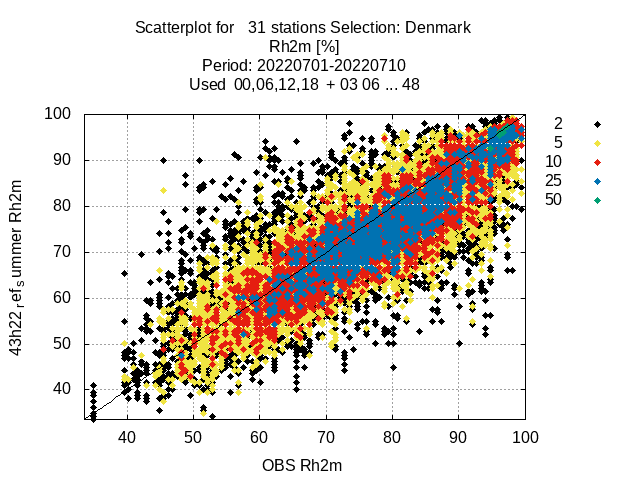 Scatterplot for 31 stations Selection: Denmark
Rh2m [%]
Period: 20220701-20220710
Used 00,06,12,18 + 03 06 ... 48
100
90
80
70
60
50
40
43h22,ref_summer Rh2m
40 50 60 70 80 90 100
OBS Rh2m
2
5
10
25
50